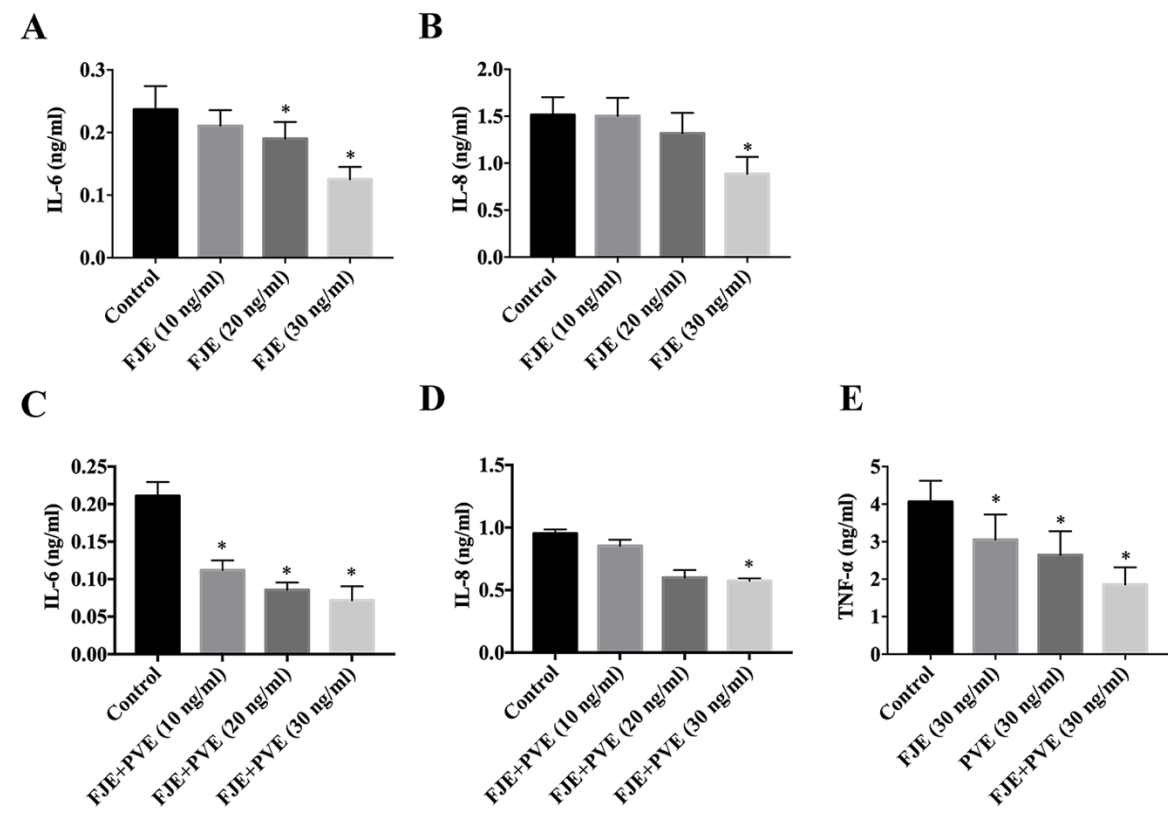 A
IL-6 (ng/ml)
0.3
0.2
0.1
0.0
*
*
Control
FJE (10 ng/ml)
FJE (20 ng/ml)
FJE (30 ng/ml)
B
IL-8 (ng/ml)
2.0
1.5
1.0
0.5
0.0
*
Control
FJE (10 ng/ml)
FJE (20 ng/ml)
FJE (30 ng/ml)
C
IL-6 (ng/ml)
0.25
0.20
0.15
0.10
0.05
0.00
*
*
*
Control
FJE+PVE (10 ng/ml)
FJE+PVE (20 ng/ml)
FJE+PVE (30 ng/ml)
D
IL-8 (ng/ml)
1.5
1.0
0.5
0.0
*
Control
FJE+PVE (10 ng/ml)
FJE+PVE (20 ng/ml)
FJE+PVE (30 ng/ml)
E
TNF-α (ng/ml)
5
4
3
2
1
0
*
*
*
Control
FJE (30 ng/ml)
PVE (30 ng/ml)
FJE+PVE (30 ng/ml)